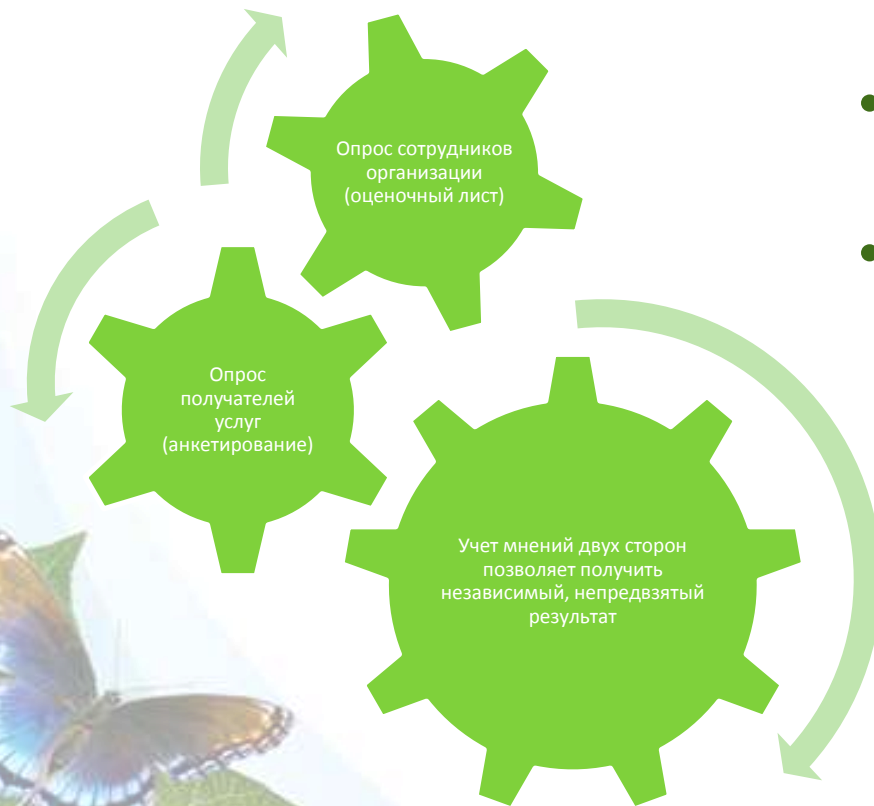 Опрос сотрудников
организации
(оценочный лист)
Опрос
получателей
услуг
(анкетирование)
Учет мнений двух сторон
позволяет получить
независимый, непредвзятый
результат